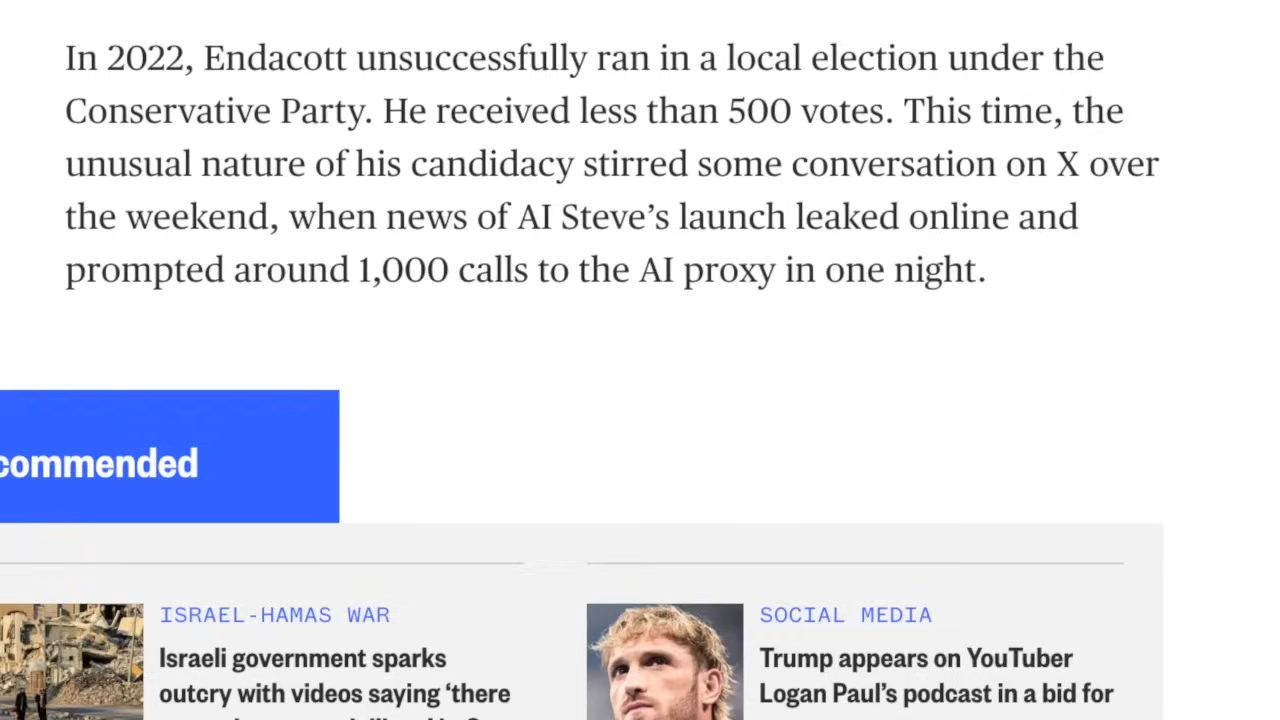 In 2022, Endacott unsuccessfully ran in a local election under the
Conservative Party. He received less than 500 votes. This time, the
unusual nature of his candidacy stirred some conversation on X over
the weekend, when news of AI Steve’s launch leaked online and
prompted around 1,000 calls to the AI proxy in one night.
commended
ISRAEL-HAMAS WAR
Israeli government sparks
outcry with videos saying ‘there
SOCIAL MEDIA
Trump appears on YouTuber
Logan Paul’s podcast in a bid for